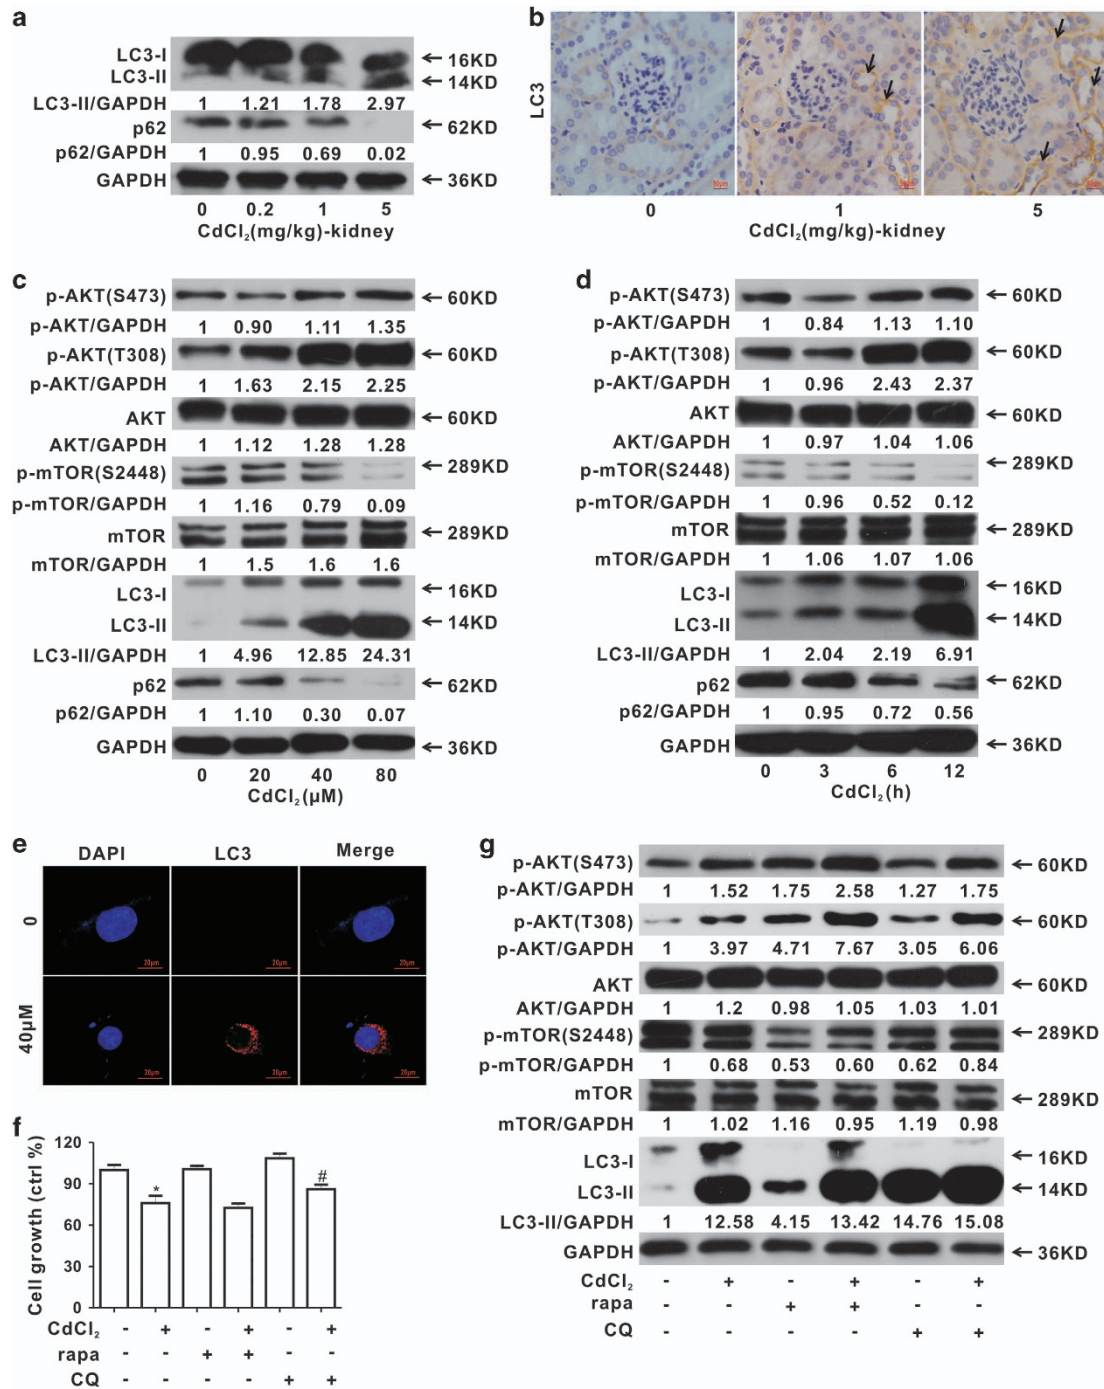 a
LC3-I
←16KD
LC3-II
←14KD
LC3-II/GAPDH 1 1.21 1.78 2.97
p62
←62KD
p62/GAPDH 1 0.95 0.69 0.02
GAPDH
←36KD
0 0.2 1 5
CdCl₂(mg/kg)-kidney
b
LC3
0 1 5
CdCl₂(mg/kg)-kidney
c
p-AKT(S473)
←60KD
p-AKT/GAPDH 1 0.90 1.11 1.35
p-AKT(T308)
←60KD
p-AKT/GAPDH 1 1.63 2.15 2.25
AKT
←60KD
AKT/GAPDH 1 1.12 1.28 1.28
p-mTOR(S2448)
←289KD
p-mTOR/GAPDH 1 1.16 0.79 0.09
mTOR
←289KD
mTOR/GAPDH 1 1.5 1.6 1.6
LC3-I
←16KD
LC3-II
←14KD
LC3-II/GAPDH 1 4.96 12.85 24.31
p62
←62KD
p62/GAPDH 1 1.10 0.30 0.07
GAPDH
←36KD
0 20 40 80
CdCl₂(μM)
d
p-AKT(S473)
←60KD
p-AKT/GAPDH 1 0.84 1.13 1.10
p-AKT(T308)
←60KD
p-AKT/GAPDH 1 0.96 2.43 2.37
AKT
←60KD
AKT/GAPDH 1 0.97 1.04 1.06
p-mTOR(S2448)
←289KD
p-mTOR/GAPDH 1 0.96 0.52 0.12
mTOR
←289KD
mTOR/GAPDH 1 1.06 1.07 1.06
LC3-I
←16KD
LC3-II
←14KD
LC3-II/GAPDH 1 2.04 2.19 6.91
p62
←62KD
p62/GAPDH 1 0.95 0.72 0.56
GAPDH
←36KD
0 3 6 12
CdCl₂(h)
e
DAPI LC3 Merge
0
20μm 20μm 20μm
40μM
20μm 20μm 20μm
f
Cell growth (ctrl %)
120
90
60
30
0
* #
CdCl₂ - + - + - +
rapa - - + + - -
CQ - - - - + +
g
p-AKT(S473)
←60KD
p-AKT/GAPDH 1 1.52 1.75 2.58 1.27 1.75
p-AKT(T308)
←60KD
p-AKT/GAPDH 1 3.97 4.71 7.67 3.05 6.06
AKT
←60KD
AKT/GAPDH 1 1.2 0.98 1.05 1.03 1.01
p-mTOR(S2448)
←289KD
p-mTOR/GAPDH 1 0.68 0.53 0.60 0.62 0.84
mTOR
←289KD
mTOR/GAPDH 1 1.02 1.16 0.95 1.19 0.98
LC3-I
←16KD
LC3-II
←14KD
LC3-II/GAPDH 1 12.58 4.15 13.42 14.76 15.08
GAPDH
←36KD
CdCl₂ - + - + - +
rapa - - + + - -
CQ - - - - + +